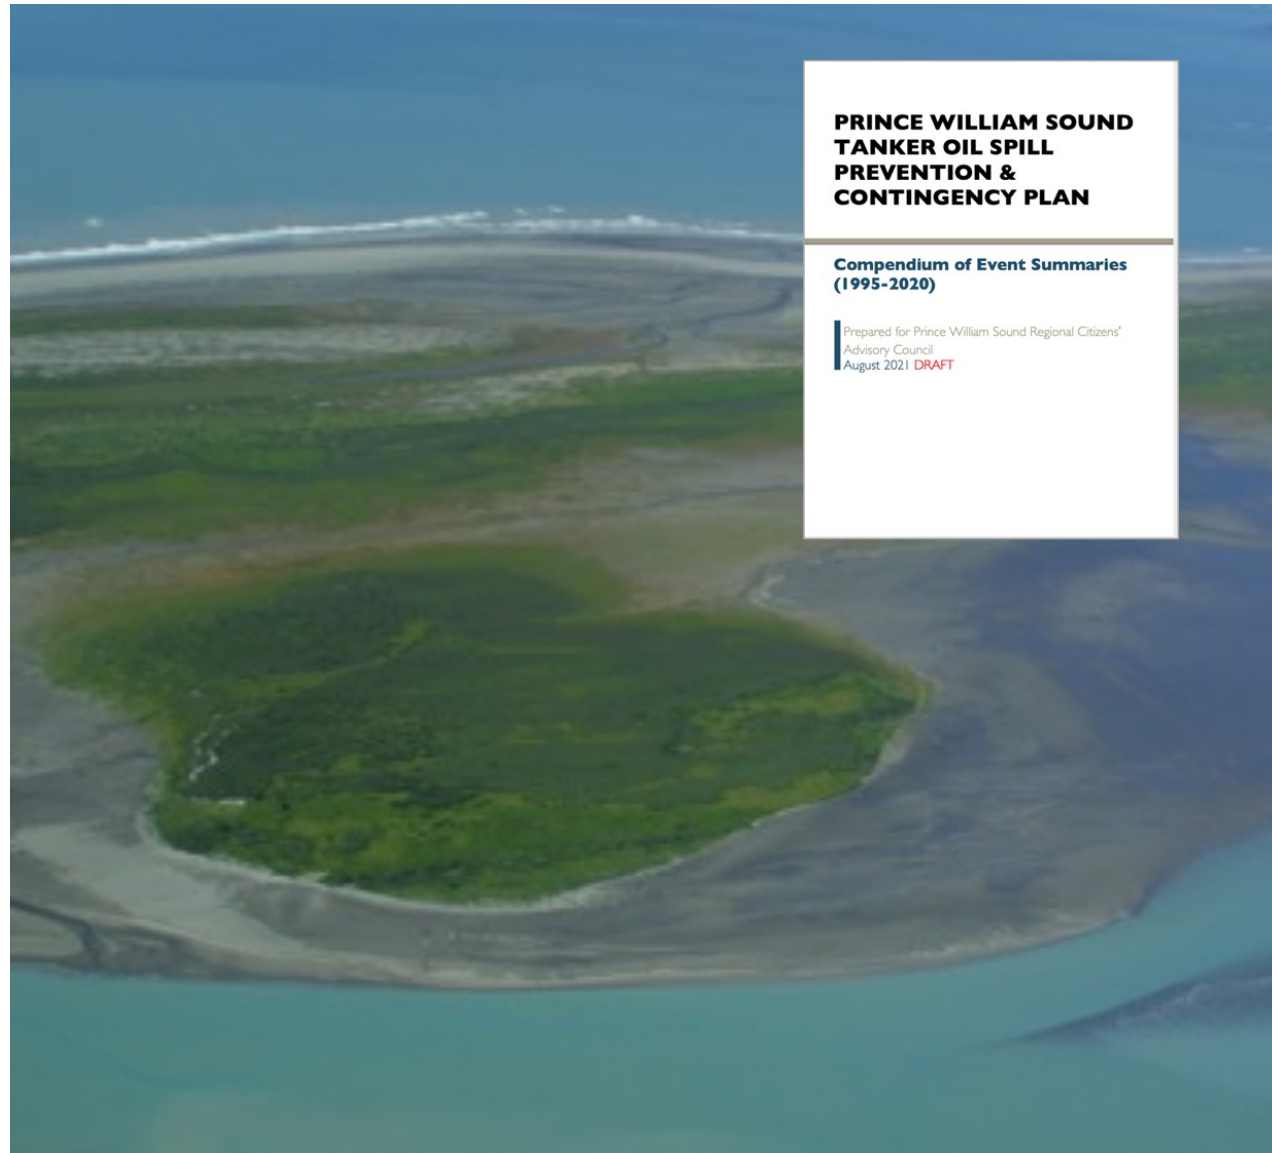 PRINCE WILLIAM SOUND
TANKER OIL SPILL
PREVENTION &
CONTINGENCY PLAN
Compendium of Event Summaries
(1995-2020)
Prepared for Prince William Sound Regional Citizens'
Advisory Council
August 2021 DRAFT